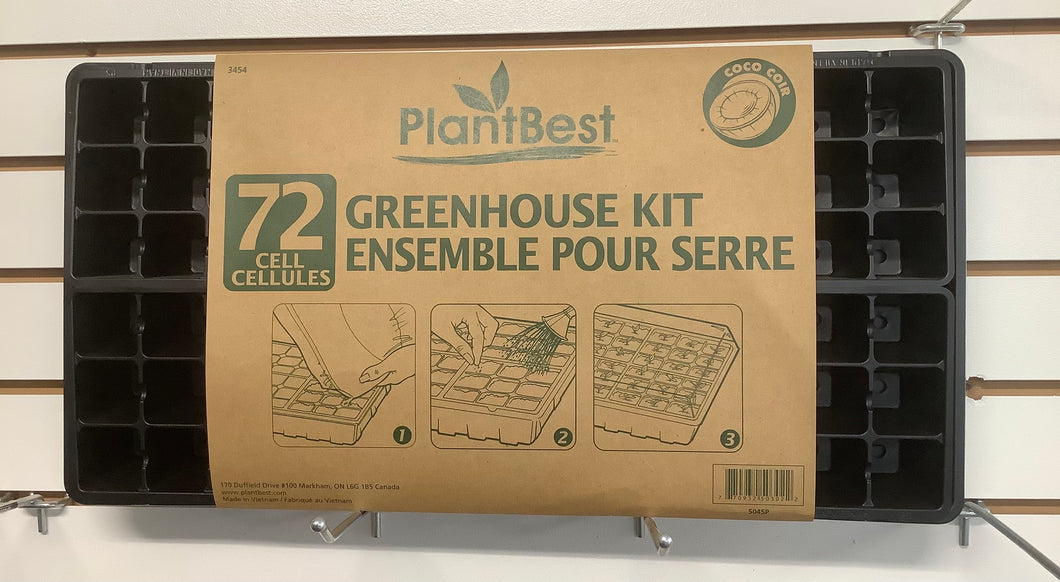 3454
COCO COIR
PlantBest
72
CELL
CELLULES
GREENHOUSE KIT
ENSEMBLE POUR SERRE
1
2
3
170 Duffield Drive #100 Markham, ON L6G 1B5 Canada
www.plantbest.com
Made in Vietnam / Fabriqué au Vietnam
5045P